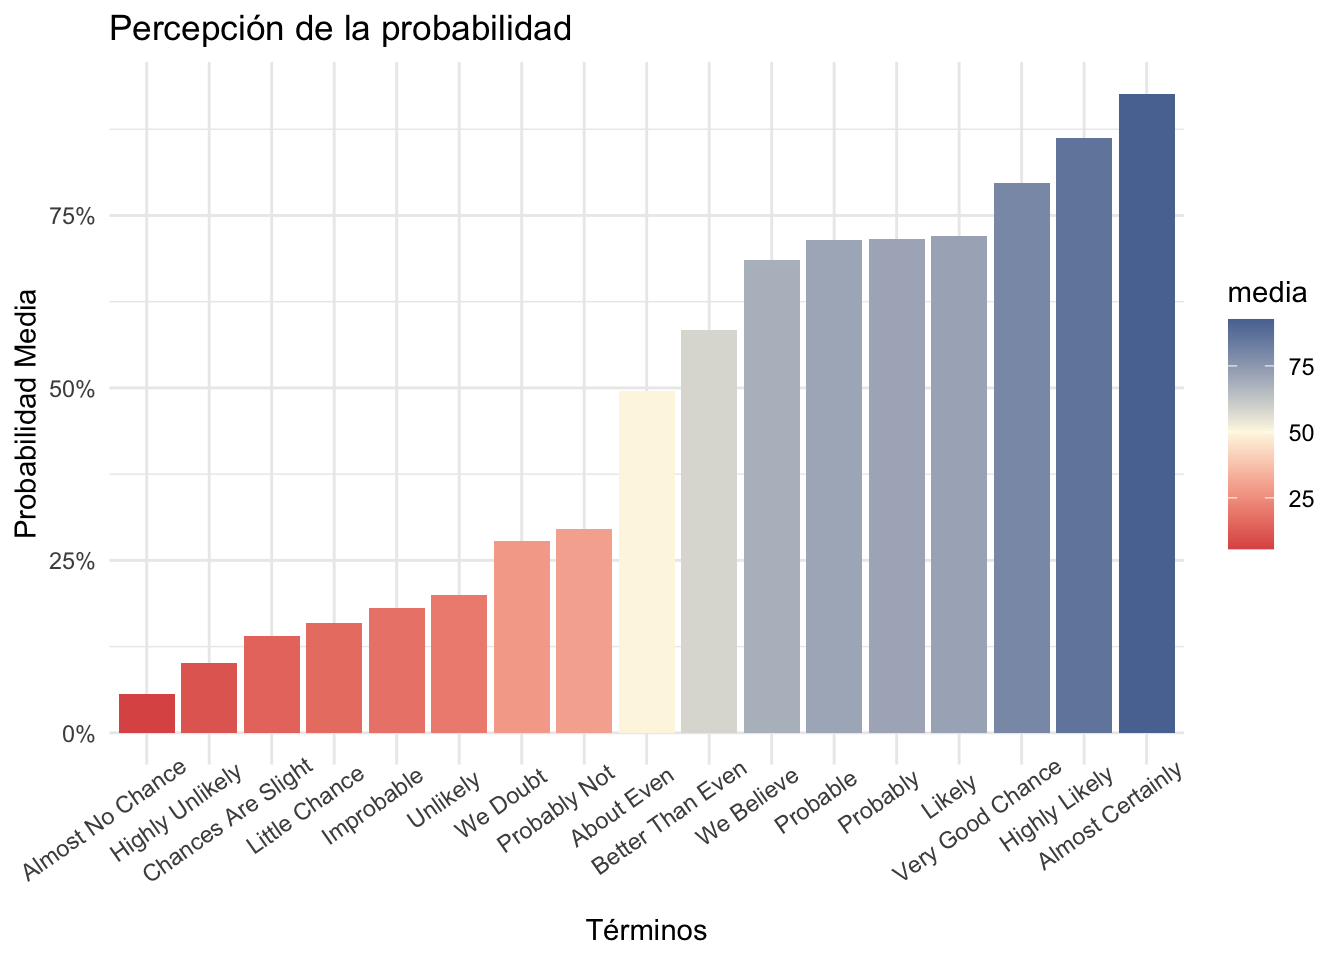 Percepción de la probabilidad
Probabilidad Media
75%
50%
25%
0%
Almost No Chance
Highly Unlikely
Chances Are Slight
Little Chance
Improbable
Unlikely
We Doubt
Probably Not
About Even
Better Than Even
We Believe
Probable
Probably
Likely
Very Good Chance
Highly Likely
Almost Certainly
Términos
media
75
50
25